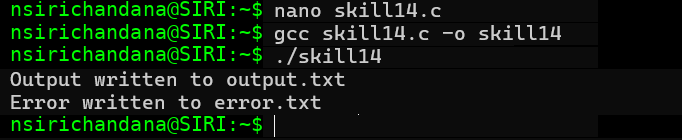 nsirichandana@SIRI:~$ nano skill14.c
nsirichandana@SIRI:~$ gcc skill14.c -o skill14
nsirichandana@SIRI:~$ ./skill14
Output written to output.txt
Error written to error.txt
nsirichandana@SIRI:~$